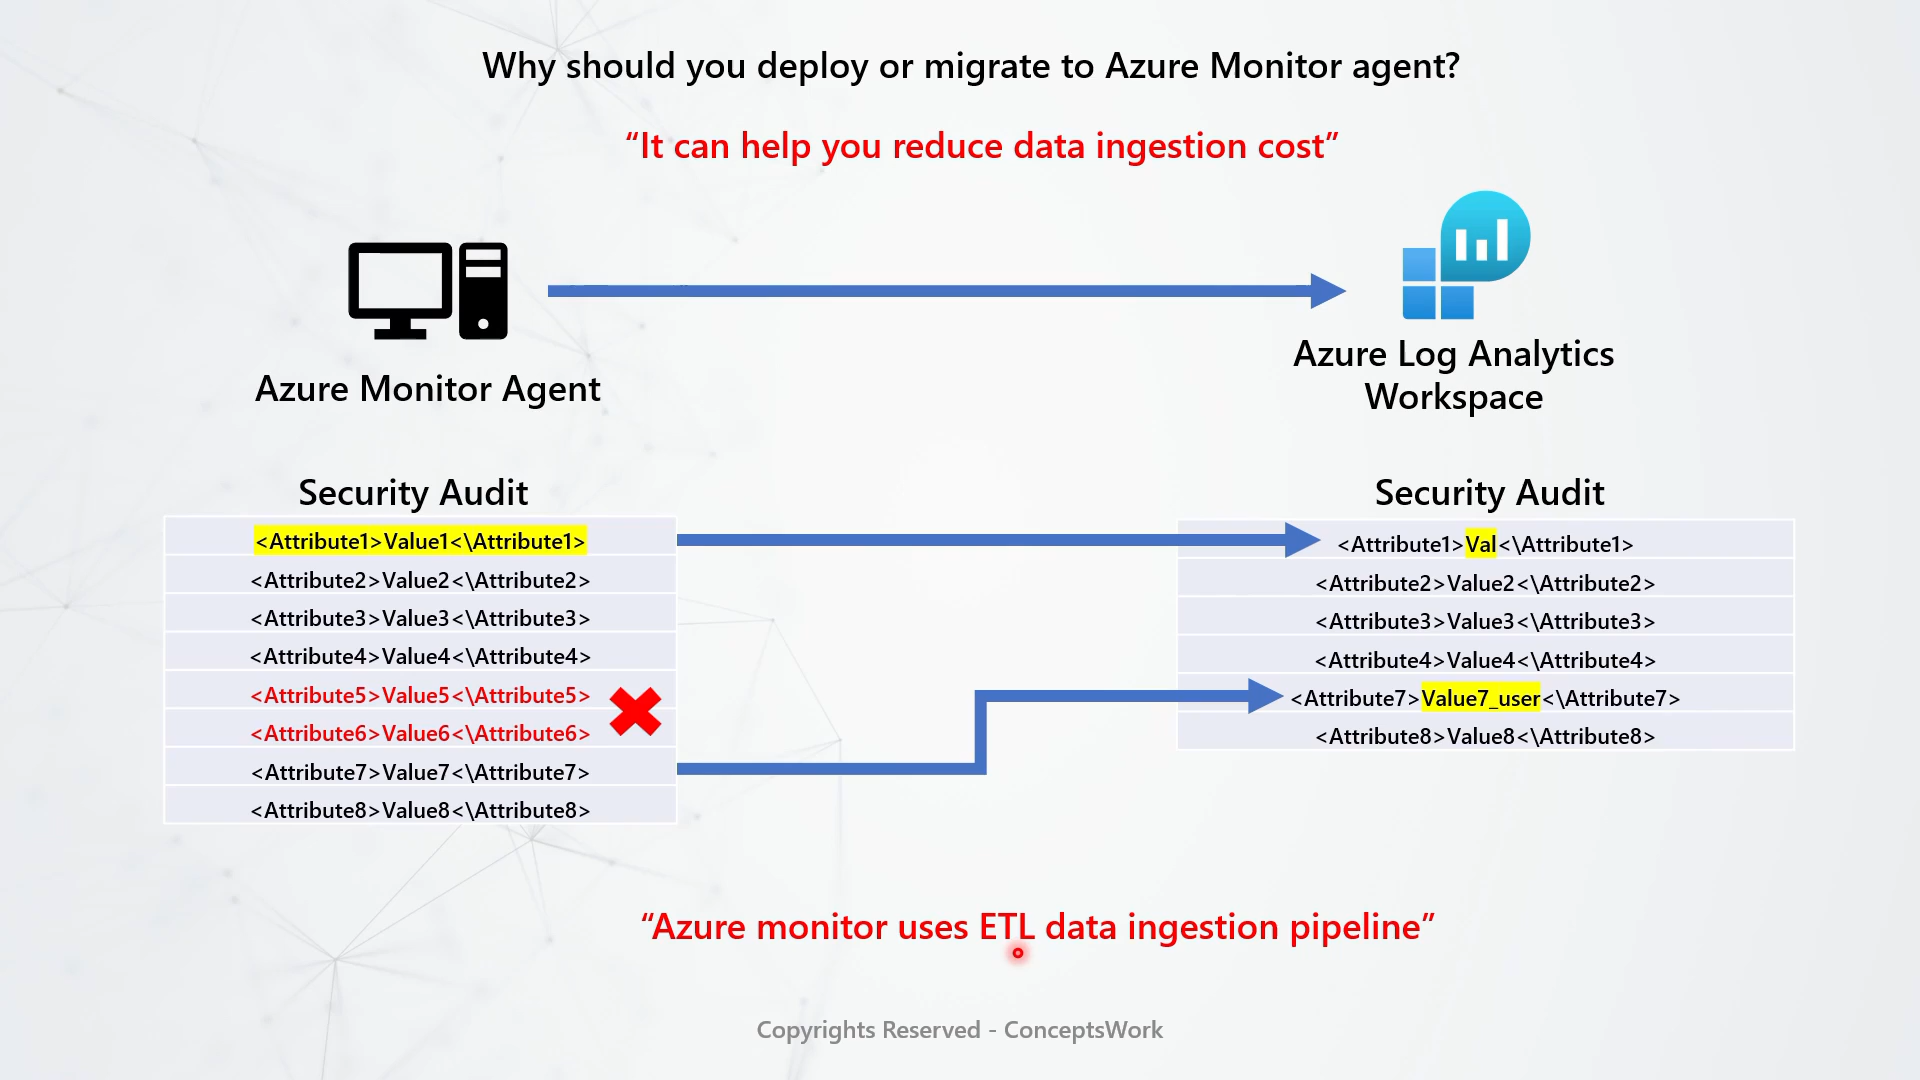 Why should you deploy or migrate to Azure Monitor agent?
“It can help you reduce data ingestion cost”
Azure Monitor Agent
Azure Log Analytics
Workspace
Security Audit
<Attribute1>Value1<\Attribute1>
<Attribute2>Value2<\Attribute2>
<Attribute3>Value3<\Attribute3>
<Attribute4>Value4<\Attribute4>
<Attribute5>Value5<\Attribute5>
<Attribute6>Value6<\Attribute6>
<Attribute7>Value7<\Attribute7>
<Attribute8>Value8<\Attribute8>
Security Audit
<Attribute1>Val<\Attribute1>
<Attribute2>Value2<\Attribute2>
<Attribute3>Value3<\Attribute3>
<Attribute4>Value4<\Attribute4>
<Attribute7>Value7_user<\Attribute7>
<Attribute8>Value8<\Attribute8>
“Azure monitor uses ETL data ingestion pipeline”
Copyrights Reserved - ConceptsWork